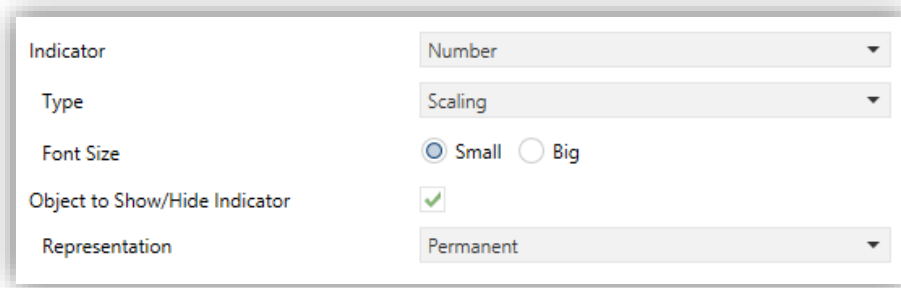 Indicator Number
Type Scaling
Font Size Small Big
Object to Show/Hide Indicator
Representation Permanent